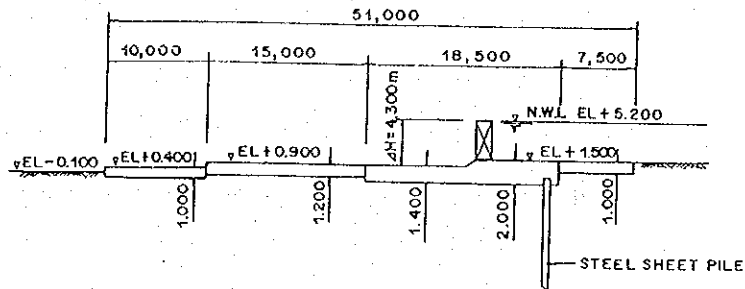 51,000
10,000
15,000
18,500
7,500
ΔH=4,300m
N.W.L EL+5.200
EL-0.100
EL+0.400
EL+0.900
EL+1.500
1.000
1.200
1.400
2.000
1.000
STEEL SHEET PILE